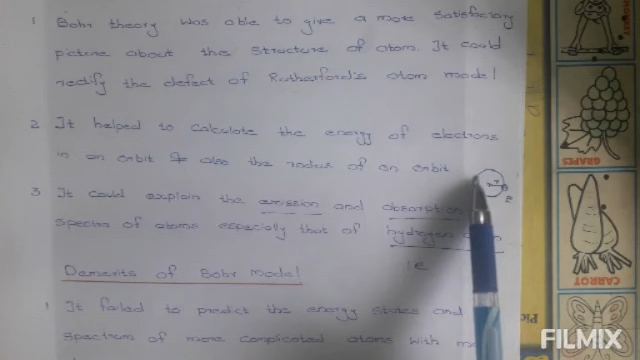 1 Bohr theory was able to give a more satisfactory
picture about the structure of atom. It could
rectify the defect of Rutherford's atom model
2 It helped to calculate the energy of electrons
in an orbit & also the radius of an orbit
3 It could explain the emission and absorption
spectra of atoms especially that of hydrogen
1e
Demerits of Bohr Model
1 It failed to predict the energy states and
spectrum of more complicated atoms with
GRAPES
CARROT
Pic
FILMIX